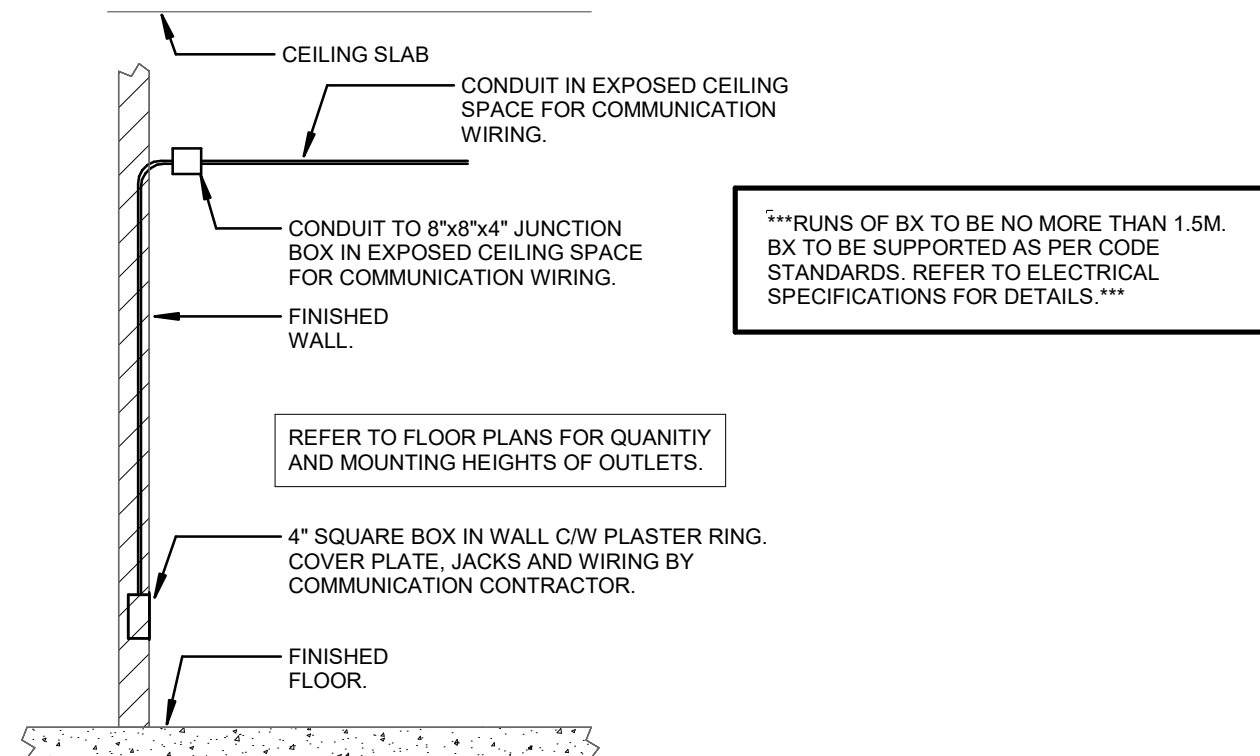 CEILING SLAB
CONDUIT IN EXPOSED CEILING
SPACE FOR COMMUNICATION
WIRING.
CONDUIT TO 8"x8"x4" JUNCTION
BOX IN EXPOSED CEILING SPACE
FOR COMMUNICATION WIRING.
FINISHED
WALL.
***RUNS OF BX TO BE NO MORE THAN 1.5M.
BX TO BE SUPPORTED AS PER CODE
STANDARDS. REFER TO ELECTRICAL
SPECIFICATIONS FOR DETAILS.***
REFER TO FLOOR PLANS FOR QUANITIY
AND MOUNTING HEIGHTS OF OUTLETS.
4" SQUARE BOX IN WALL C/W PLASTER RING.
COVER PLATE, JACKS AND WIRING BY
COMMUNICATION CONTRACTOR.
FINISHED
FLOOR.